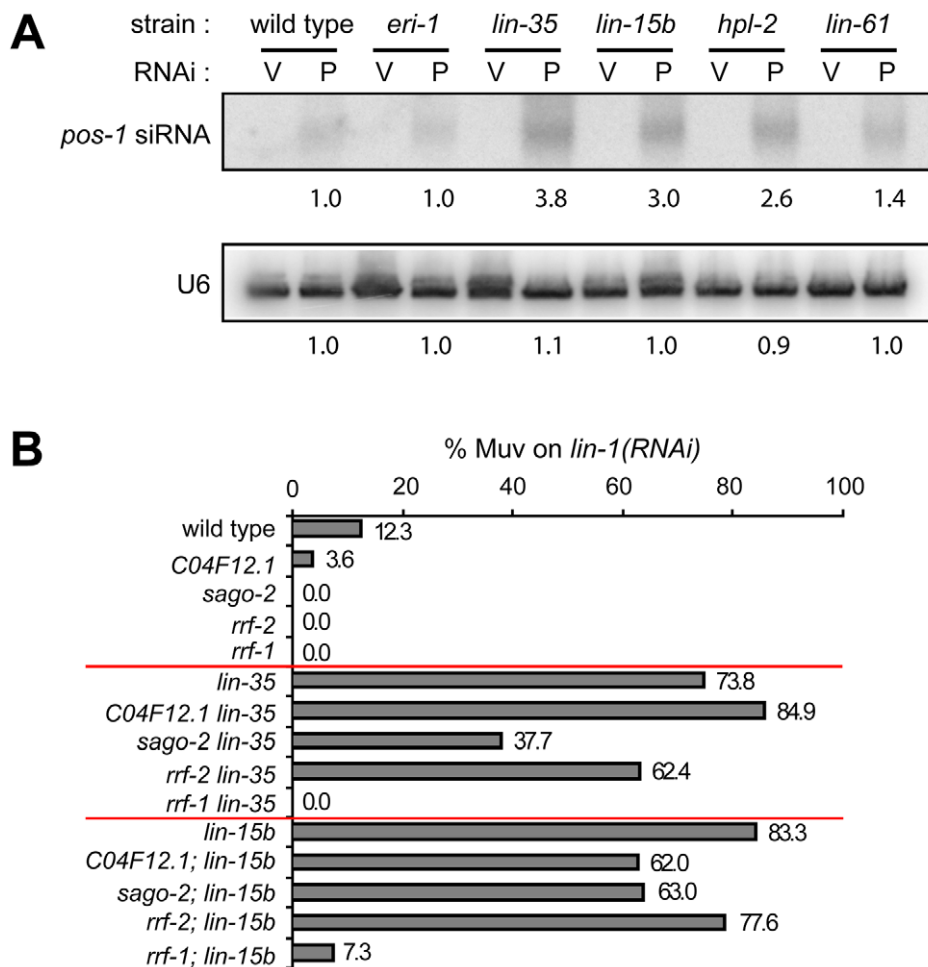 A
strain : wild type eri-1 lin-35 lin-15b hpl-2 lin-61
RNAi : V P V P V P V P V P V P
pos-1 siRNA
1.0 1.0 3.8 3.0 2.6 1.4
U6
1.0 1.0 1.1 1.0 0.9 1.0
B
% Muv on lin-1(RNAi)
0 20 40 60 80 100
wild type 12.3
C04F12.1 3.6
sago-2 0.0
rrf-2 0.0
rrf-1 0.0
lin-35 73.8
C04F12.1 lin-35 84.9
sago-2 lin-35 37.7
rrf-2 lin-35 62.4
rrf-1 lin-35 0.0
lin-15b 83.3
C04F12.1; lin-15b 62.0
sago-2; lin-15b 63.0
rrf-2; lin-15b 77.6
rrf-1; lin-15b 7.3